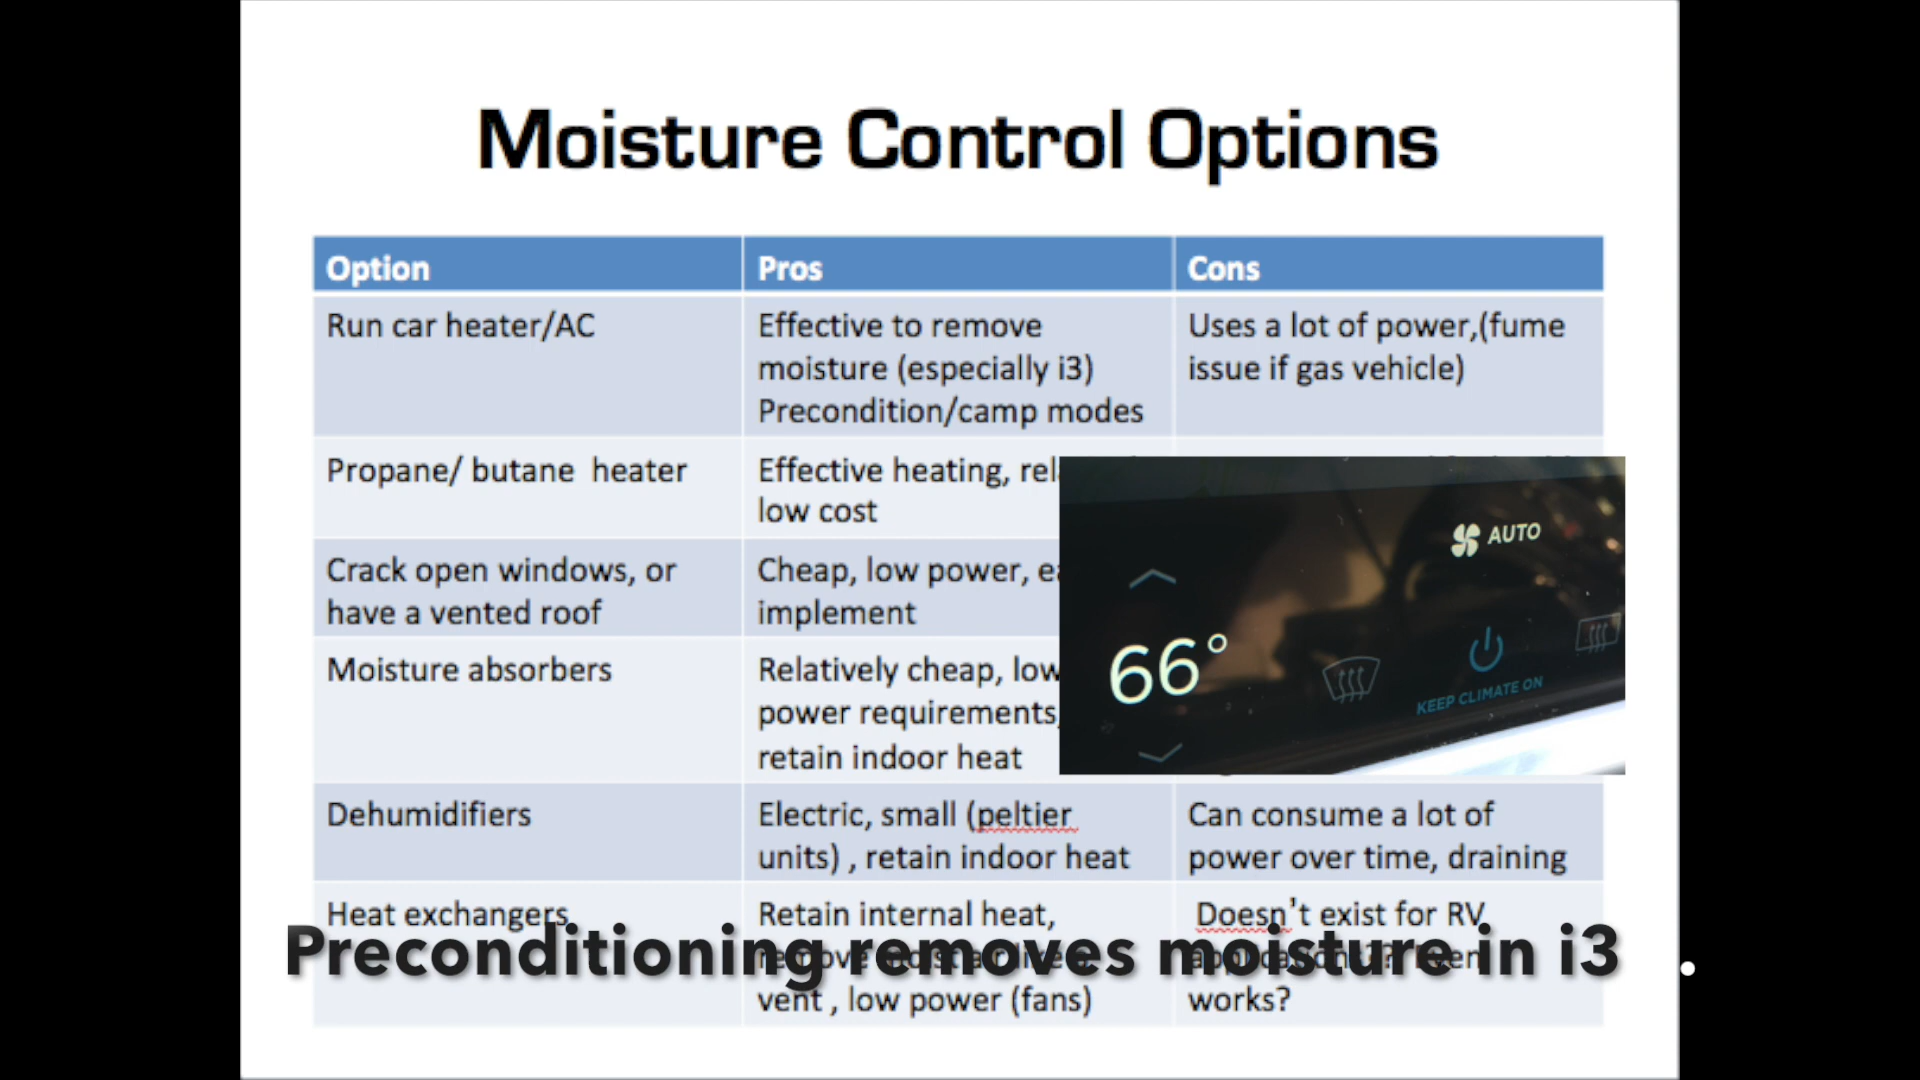 Moisture Control Options
Option Pros Cons
Run car heater/AC
Effective to remove
moisture (especially i3)
Precondition/camp modes
Uses a lot of power,(fume
issue if gas vehicle)
Propane/ butane heater
Effective heating,
low cost
Crack open windows, or
have a vented roof
Cheap, low power,
implement
Moisture absorbers
Relatively cheap, low
power requirements,
retain indoor heat
AUTO
66°
KEEP CLIMATE ON
Dehumidifiers
Electric, small (peltier
units) , retain indoor heat
Can consume a lot of
power over time, draining
Heat exchangers
Retain internal heat,
vent , low power (fans)
Doesn't exist for RV
works?
Preconditioning removes moisture in i3 .